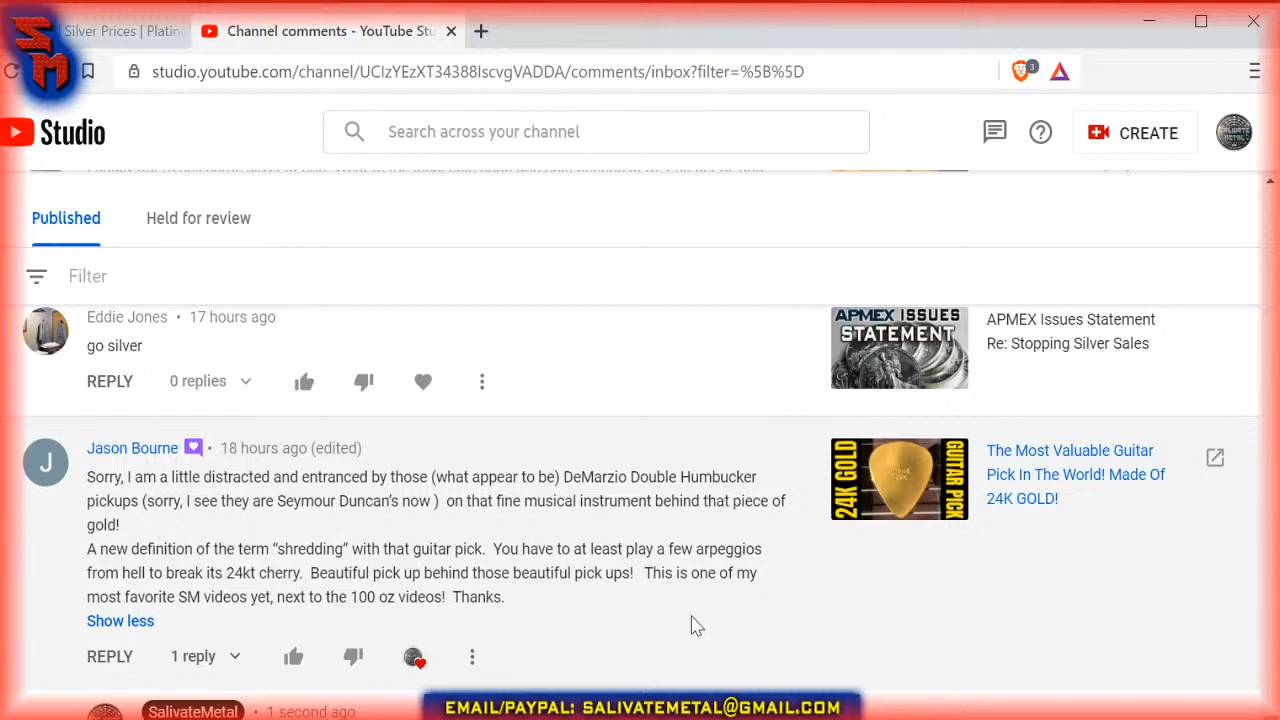 SM
Silver Prices | Platin
Channel comments - YouTube Stu
studio.youtube.com/channel/UCIzYEzXT34388IscvgVADDA/comments/inbox?filter=%5B%5D
3
Studio
Search across your channel
CREATE
Published
Held for review
Filter
Eddie Jones • 17 hours ago
go silver
REPLY
0 replies
APMEX ISSUES
STATEMENT
APMEX Issues Statement
Re: Stopping Silver Sales
J
Jason Bourne • 18 hours ago (edited)
Sorry, I am a little distracted and entranced by those (what appear to be) DeMarzio Double Humbucker
pickups (sorry, I see they are Seymour Duncan's now ) on that fine musical instrument behind that piece of
gold!
A new definition of the term “shredding” with that guitar pick. You have to at least play a few arpeggios
from hell to break its 24kt cherry. Beautiful pick up behind those beautiful pick ups! This is one of my
most favorite SM videos yet, next to the 100 oz videos! Thanks.
Show less
REPLY
1 reply
24K GOLD
GUITAR PICK
The Most Valuable Guitar
Pick In The World! Made Of
24K GOLD!
SalivateMetal • 1 second ago
EMAIL/PAYPAL: SALIVATEMETAL@GMAIL.COM